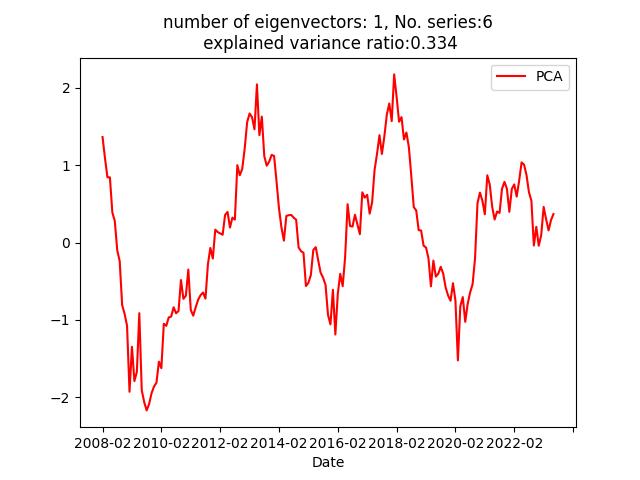 number of eigenvectors: 1, No. series:6
explained variance ratio:0.334
PCA
2
1
0
−1
−2
2008-02 2010-02 2012-02 2014-02 2016-02 2018-02 2020-02 2022-02
Date